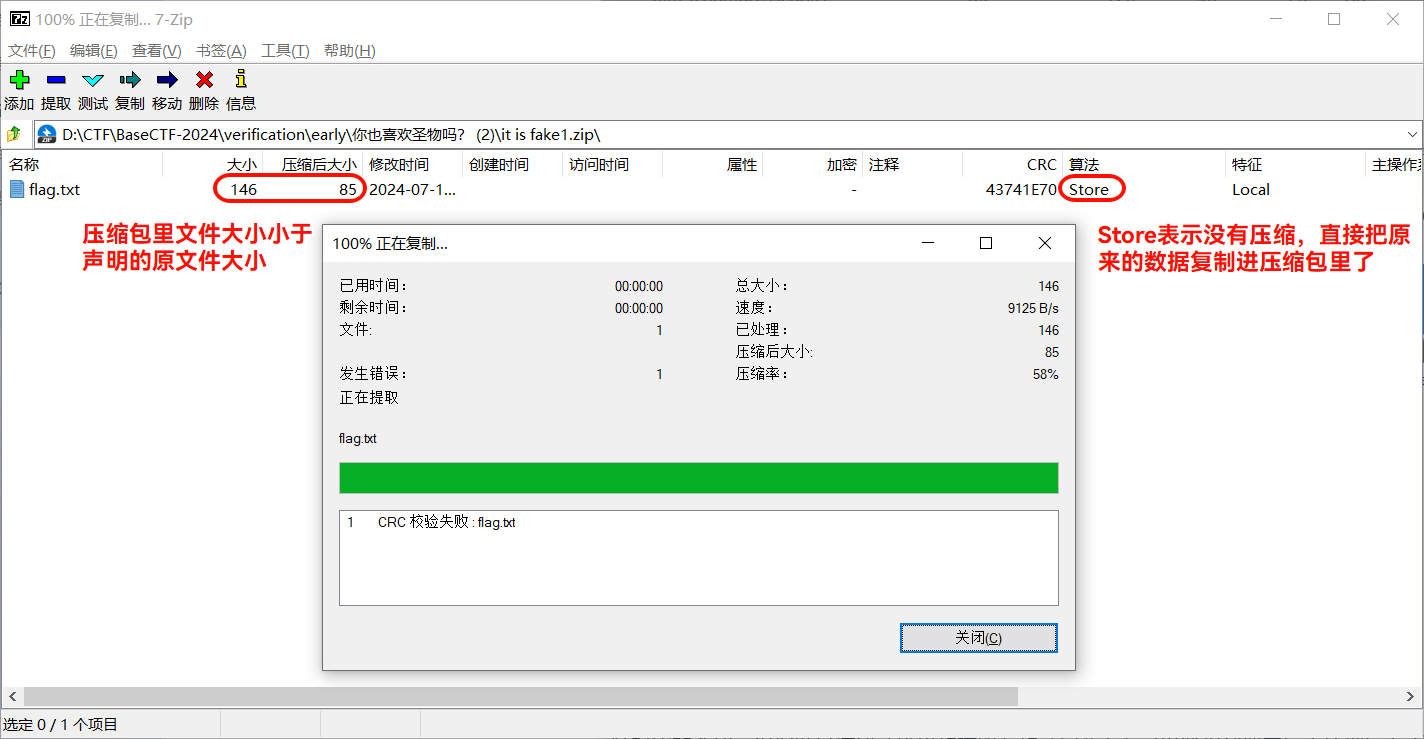 100% 正在复制... 7-Zip
文件(F) 编辑(E) 查看(V) 书签(A) 工具(T) 帮助(H)
添加 提取 测试 复制 移动 删除 信息
D:\CTF\BaseCTF-2024\verification\early\你也喜欢圣物吗? (2)\it is fake1.zip\
名称 大小 压缩后大小 修改时间 创建时间 访问时间 属性 加密 注释 CRC 算法 特征 主操作系
flag.txt 146 85 2024-07-1... - 43741E70 Store Local
压缩包里文件大小小于
声明的原文件大小
Store表示没有压缩，直接把原
来的数据复制进压缩包里了
100% 正在复制...
已用时间： 00:00:00 总大小： 146
剩余时间： 00:00:00 速度： 9125 B/s
文件: 1 已处理： 146
压缩后大小: 85
发生错误： 1 压缩率： 58%
正在提取
flag.txt
1 CRC 校验失败 : flag.txt
关闭(C)
选定 0 / 1 个项目